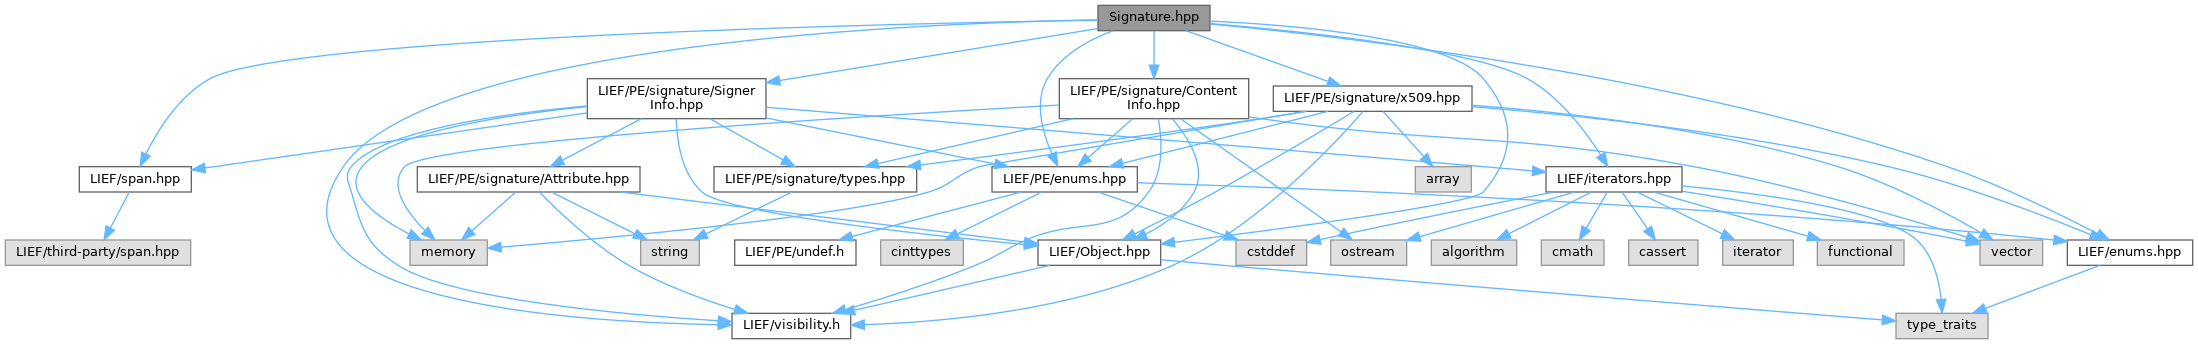 Signature.hpp
LIEF/PE/signature/Signer
Info.hpp
LIEF/PE/signature/Content
Info.hpp
LIEF/PE/signature/x509.hpp
LIEF/span.hpp
LIEF/PE/signature/Attribute.hpp
LIEF/PE/signature/types.hpp
LIEF/PE/enums.hpp
array
LIEF/iterators.hpp
LIEF/third-party/span.hpp
memory
string
LIEF/PE/undef.h
cinttypes
LIEF/Object.hpp
cstddef
ostream
algorithm
cmath
cassert
iterator
functional
vector
LIEF/enums.hpp
LIEF/visibility.h
type_traits